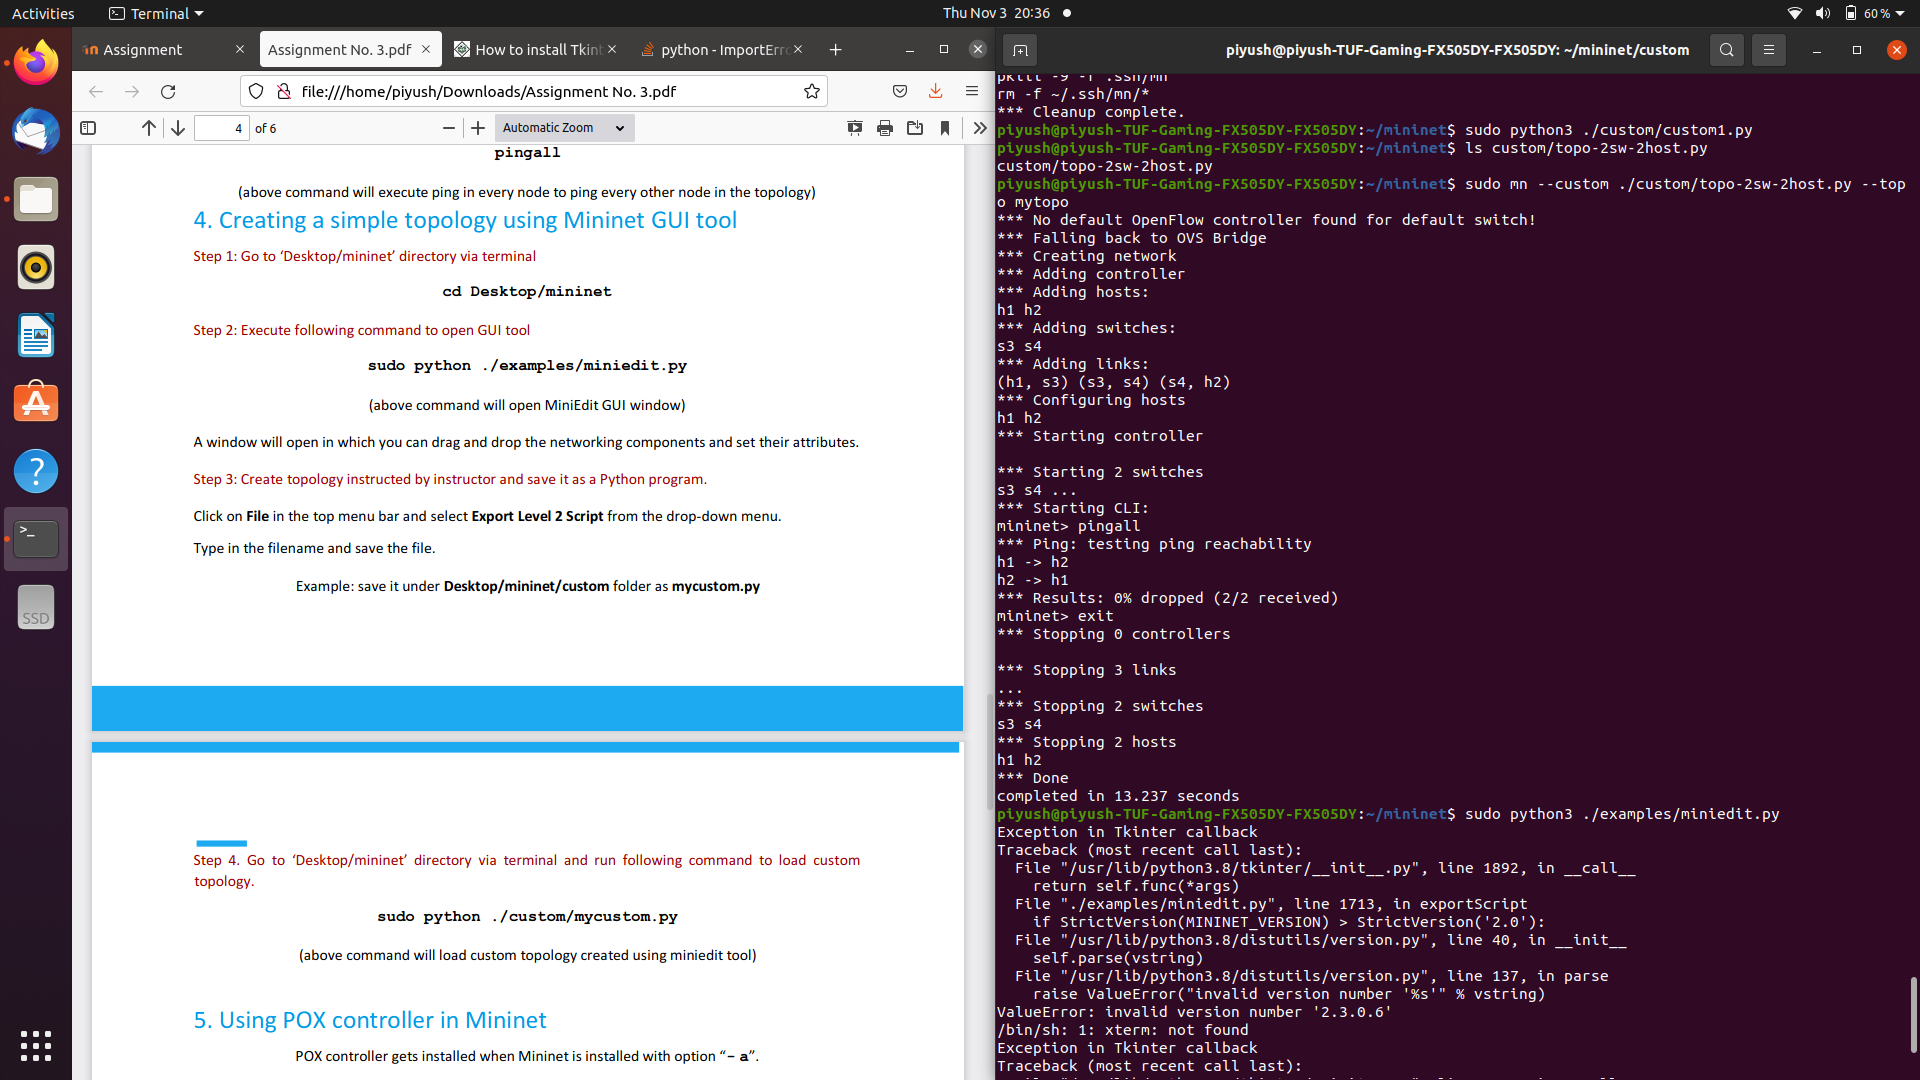 Activities
Terminal
Thu Nov 3 20:36
60 %
Assignment
Assignment No. 3.pdf
How to install Tkin
python - ImportErr
piyush@piyush-TUF-Gaming-FX505DY-FX505DY: ~/mininet/custom
file:///home/piyush/Downloads/Assignment No. 3.pdf
4 of 6
Automatic Zoom
pingall
(above command will execute ping in every node to ping every other node in the topology)
4. Creating a simple topology using Mininet GUI tool
Step 1: Go to ‘Desktop/mininet’ directory via terminal
cd Desktop/mininet
Step 2: Execute following command to open GUI tool
sudo python ./examples/miniedit.py
(above command will open MiniEdit GUI window)
A window will open in which you can drag and drop the networking components and set their attributes.
Step 3: Create topology instructed by instructor and save it as a Python program.
Click on File in the top menu bar and select Export Level 2 Script from the drop-down menu.
Type in the filename and save the file.
Example: save it under Desktop/mininet/custom folder as mycustom.py
Step 4. Go to ‘Desktop/mininet’ directory via terminal and run following command to load custom
topology.
sudo python ./custom/mycustom.py
(above command will load custom topology created using miniedit tool)
5. Using POX controller in Mininet
POX controller gets installed when Mininet is installed with option “– a”.
SSD
pkill -9 -f .ssh/mn
rm -f ~/.ssh/mn/*
*** Cleanup complete.
piyush@piyush-TUF-Gaming-FX505DY-FX505DY:~/mininet$ sudo python3 ./custom/custom1.py
piyush@piyush-TUF-Gaming-FX505DY-FX505DY:~/mininet$ ls custom/topo-2sw-2host.py
custom/topo-2sw-2host.py
piyush@piyush-TUF-Gaming-FX505DY-FX505DY:~/mininet$ sudo mn --custom ./custom/topo-2sw-2host.py --top
o mytopo
*** No default OpenFlow controller found for default switch!
*** Falling back to OVS Bridge
*** Creating network
*** Adding controller
*** Adding hosts:
h1 h2
*** Adding switches:
s3 s4
*** Adding links:
(h1, s3) (s3, s4) (s4, h2)
*** Configuring hosts
h1 h2
*** Starting controller
*** Starting 2 switches
s3 s4 ...
*** Starting CLI:
mininet> pingall
*** Ping: testing ping reachability
h1 -> h2
h2 -> h1
*** Results: 0% dropped (2/2 received)
mininet> exit
*** Stopping 0 controllers
*** Stopping 3 links
...
*** Stopping 2 switches
s3 s4
*** Stopping 2 hosts
h1 h2
*** Done
completed in 13.237 seconds
piyush@piyush-TUF-Gaming-FX505DY-FX505DY:~/mininet$ sudo python3 ./examples/miniedit.py
Exception in Tkinter callback
Traceback (most recent call last):
File "/usr/lib/python3.8/tkinter/__init__.py", line 1892, in __call__
return self.func(*args)
File "./examples/miniedit.py", line 1713, in exportScript
if StrictVersion(MININET_VERSION) > StrictVersion('2.0'):
File "/usr/lib/python3.8/distutils/version.py", line 40, in __init__
self.parse(vstring)
File "/usr/lib/python3.8/distutils/version.py", line 137, in parse
raise ValueError("invalid version number '%s'" % vstring)
ValueError: invalid version number '2.3.0.6'
/bin/sh: 1: xterm: not found
Exception in Tkinter callback
Traceback (most recent call last):